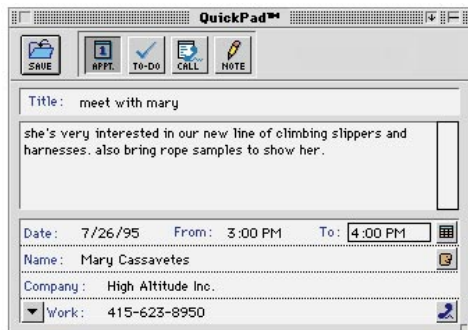 QuickPad™
SAVE APPT. TO-DO CALL NOTE
Title: meet with mary
she's very interested in our new line of climbing slippers and
harnesses. also bring rope samples to show her.
Date: 7/26/95 From: 3:00 PM To: 4:00 PM
Name: Mary Cassavetes
Company: High Altitude Inc.
Work: 415-623-8950